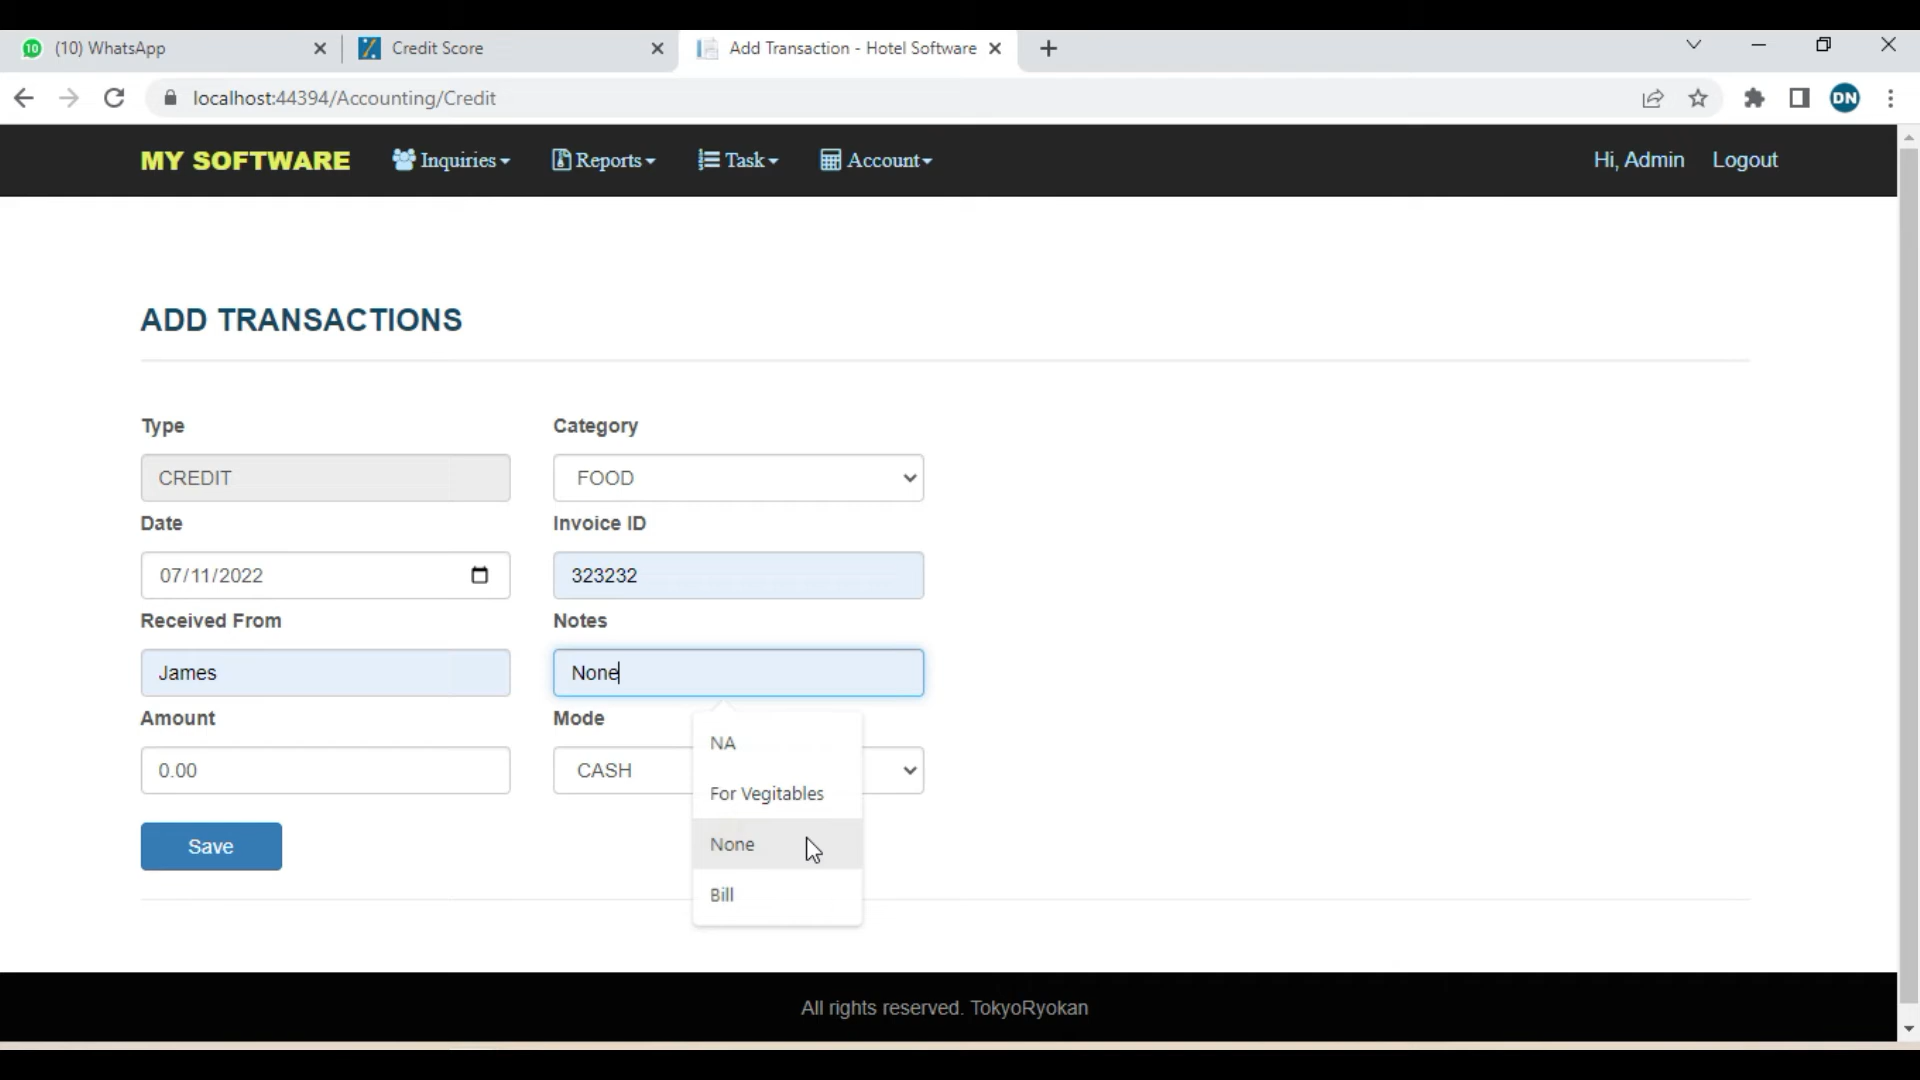 10 (10) WhatsApp
Credit Score
Add Transaction - Hotel Software
localhost:44394/Accounting/Credit
DN
MY SOFTWARE
Inquiries
Reports
Task
Account
Hi, Admin
Logout
ADD TRANSACTIONS
Type
Category
CREDIT
FOOD
Date
Invoice ID
07/11/2022
323232
Received From
Notes
James
None
Amount
Mode
0.00
CASH
NA
For Vegitables
None
Bill
Save
All rights reserved. TokyoRyokan